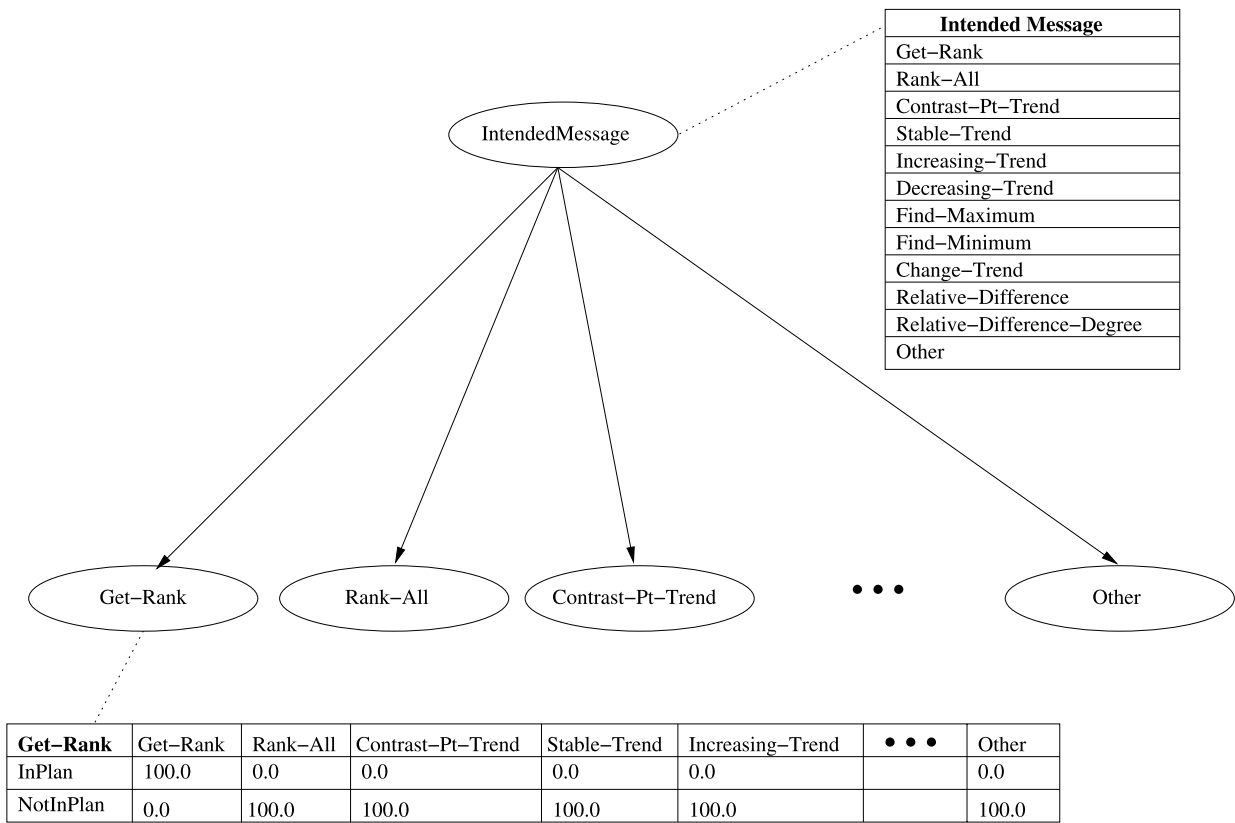 Intended Message
Get−Rank
Rank−All
Contrast−Pt−Trend
Stable−Trend
Increasing−Trend
Decreasing−Trend
Find−Maximum
Find−Minimum
Change−Trend
Relative−Difference
Relative−Difference−Degree
Other
IntendedMessage
Get−Rank Rank−All Contrast−Pt−Trend • • • Other
Get−Rank Get−Rank Rank−All Contrast−Pt−Trend Stable−Trend Increasing−Trend • • • Other
InPlan 100.0 0.0 0.0 0.0 0.0 0.0
NotInPlan 0.0 100.0 100.0 100.0 100.0 100.0